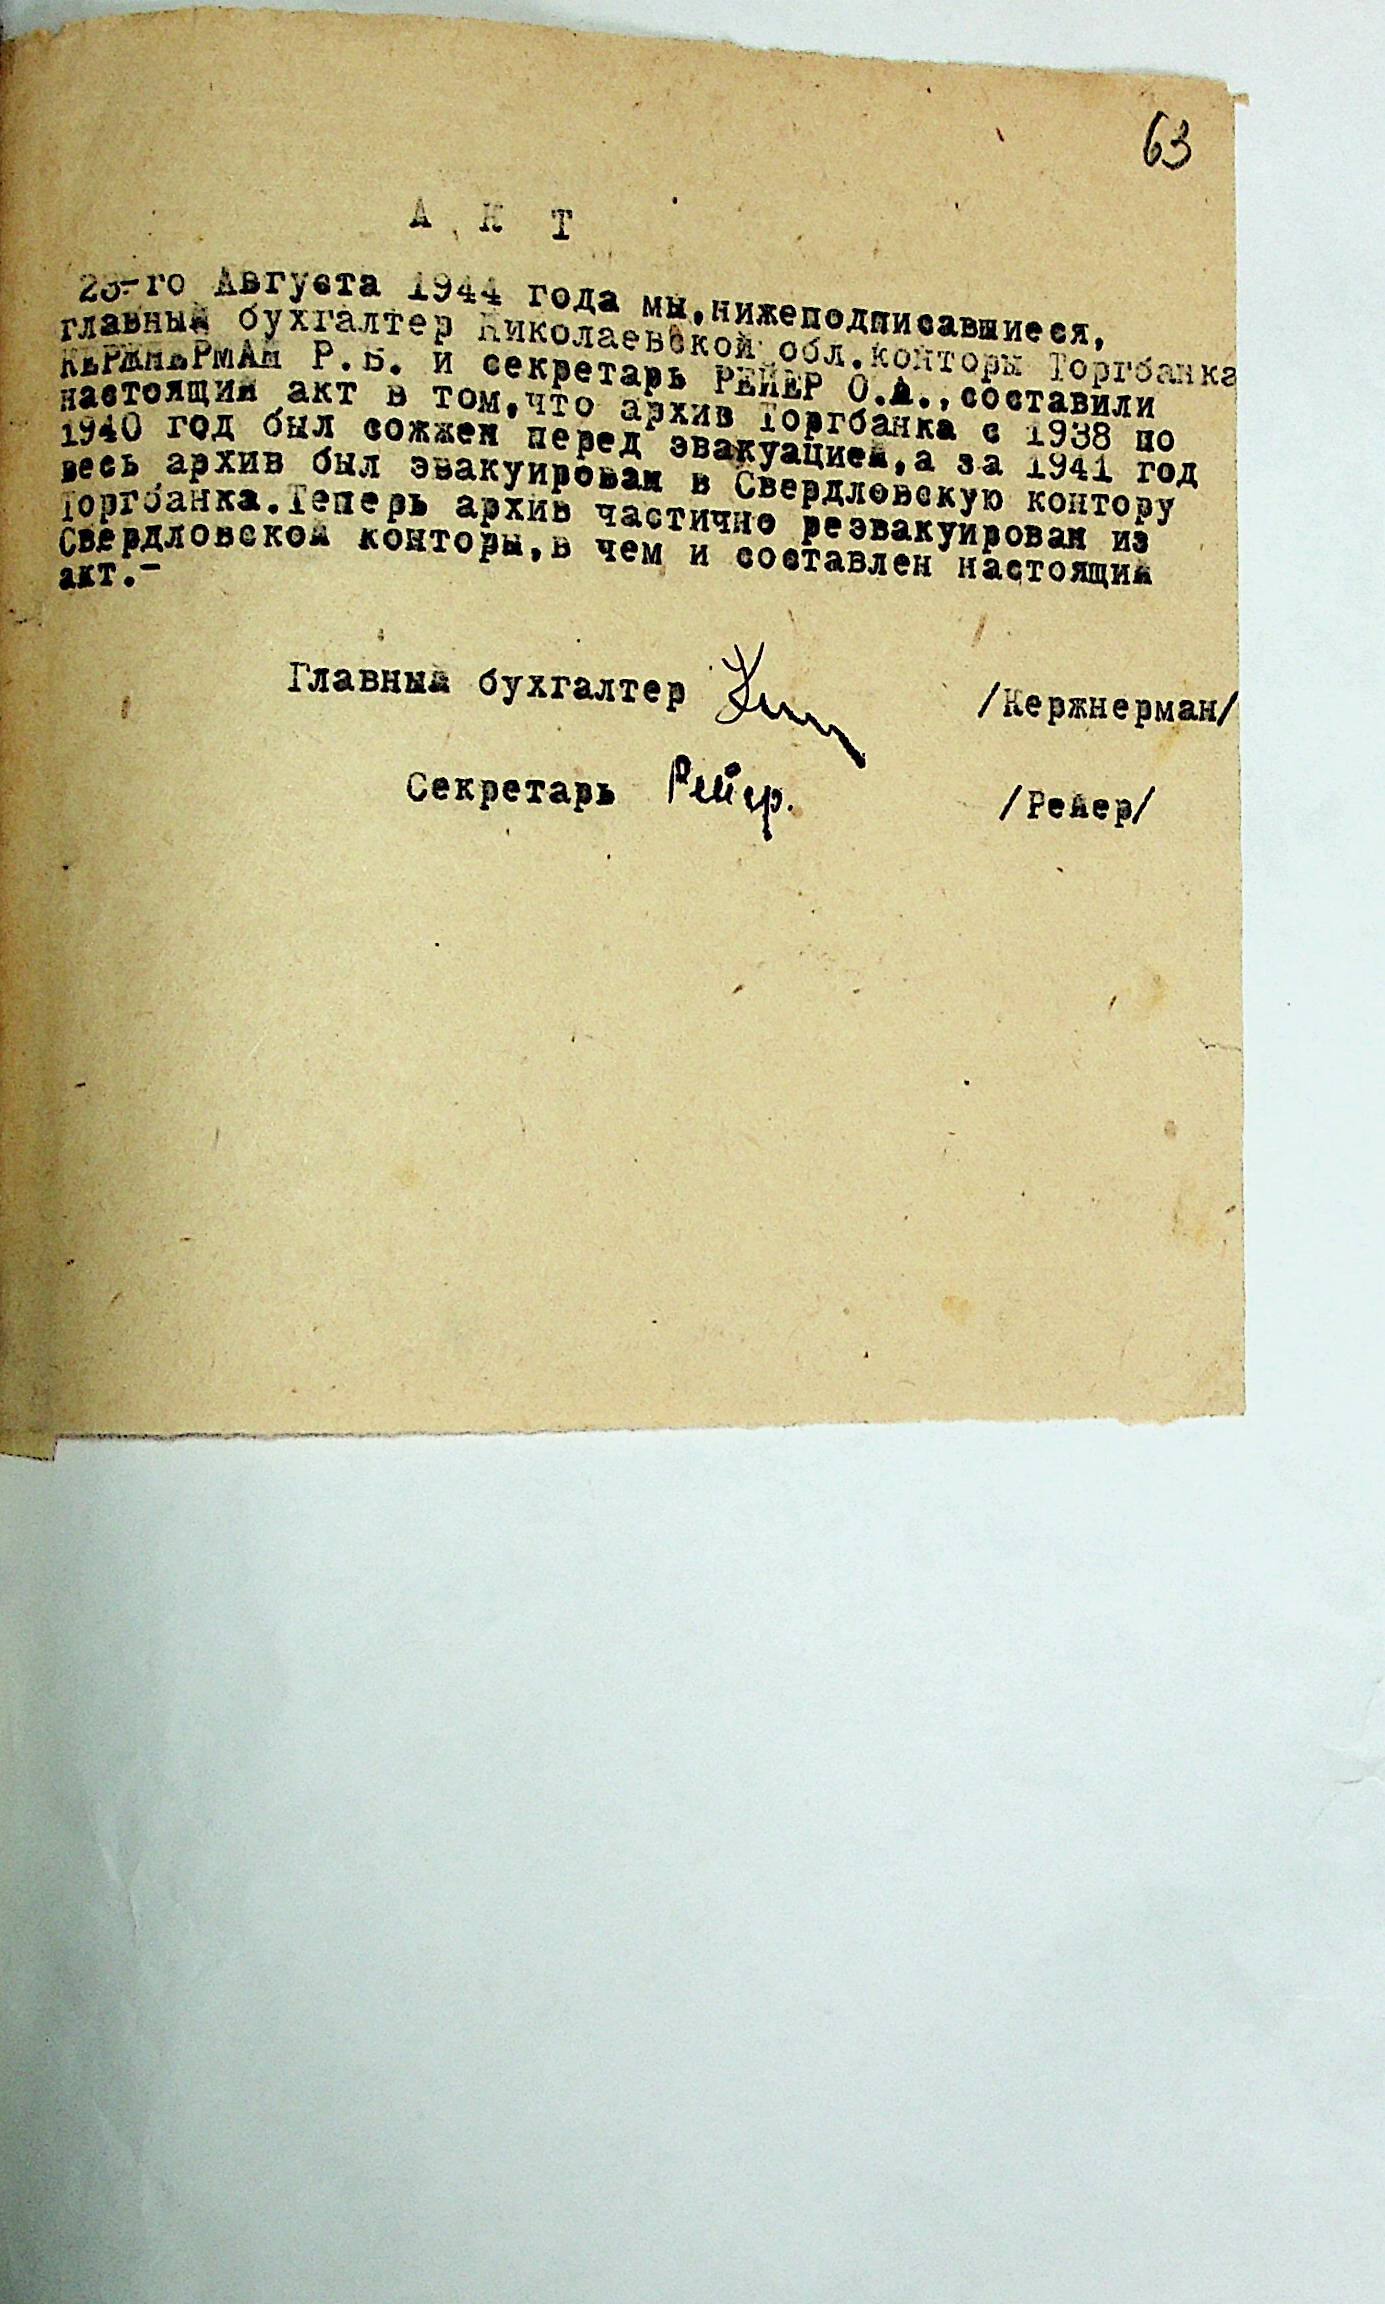 63
А К Т
23-го Августа 1944 года мы,нижеподписавшиеся,
главный бухгалтер Николаевской обл.конторы Торгбанка
КЕРЖНЕРМАН Р.Б. и секретарь РЕЙЕР О.А.,составили
настоящий акт в том,что архив Торгбанка с 1938 по
1940 год был сожжен перед эвакуацией,а за 1941 год
весь архив был эвакуирован в Свердловскую контору
Торгбанка.Теперь архив частично реэвакуирован из
Свердловской конторы,в чем и составлен настоящий
акт.-
Главный бухгалтер /Кержнерман/
Секретарь Рейер. /Рейер/